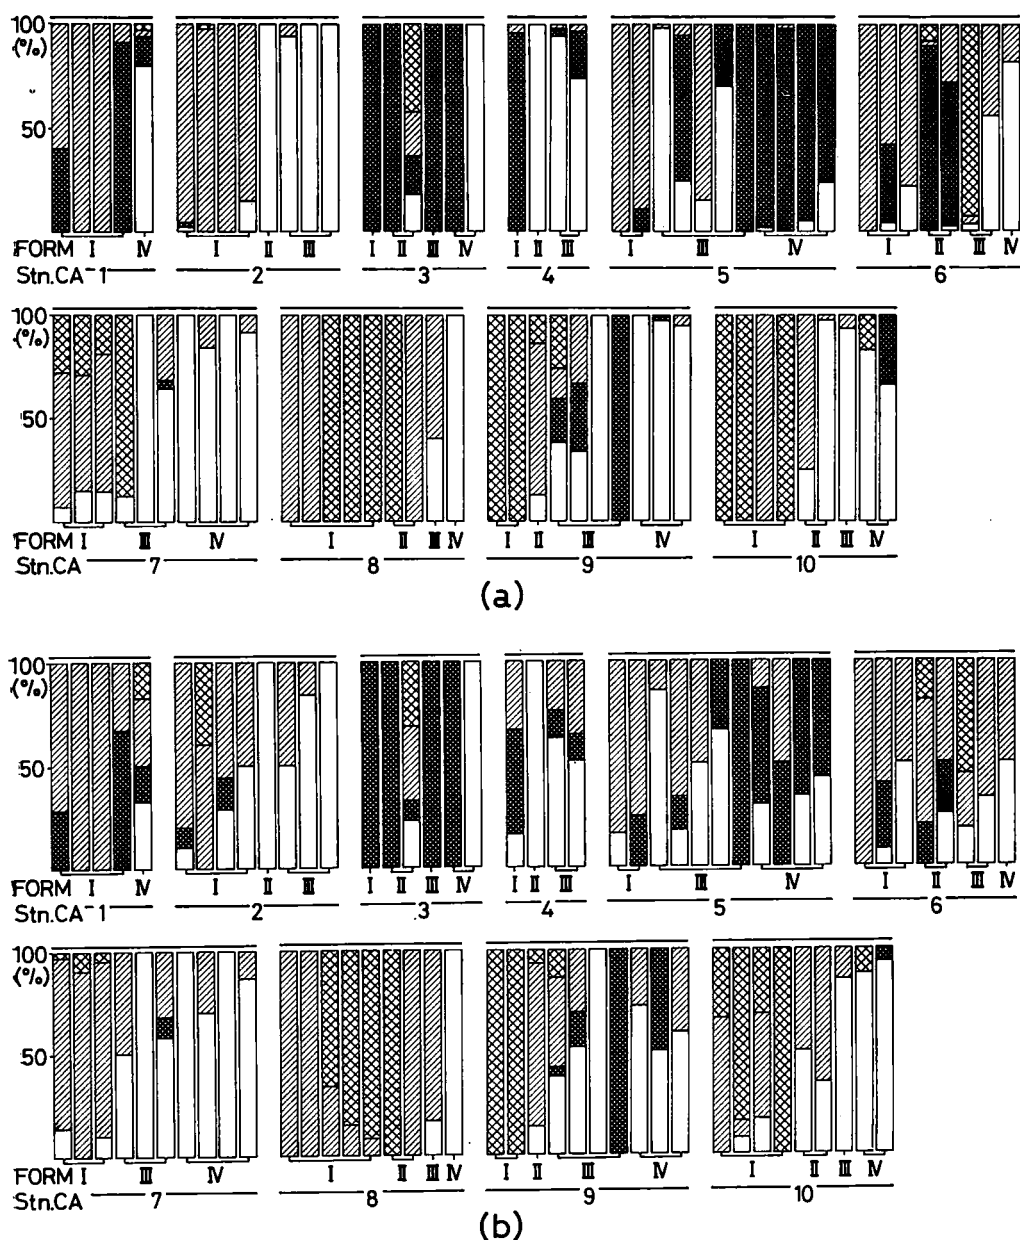 100
(%)
50
FORM I IV I II III I II III IV I II III I III IV I II III IV
Stn.CA 1 2 3 4 5 6
100
(%)
50
FORM I III IV I II III IV I II III IV I II III IV
Stn.CA 7 8 9 10
(a)
100
(%)
50
FORM I IV I II III I II III IV I II III I III IV I II III IV
Stn.CA 1 2 3 4 5 6
100
(%)
50
FORM I III IV I II III IV I II III IV I II III IV
Stn.CA 7 8 9 10
(b)